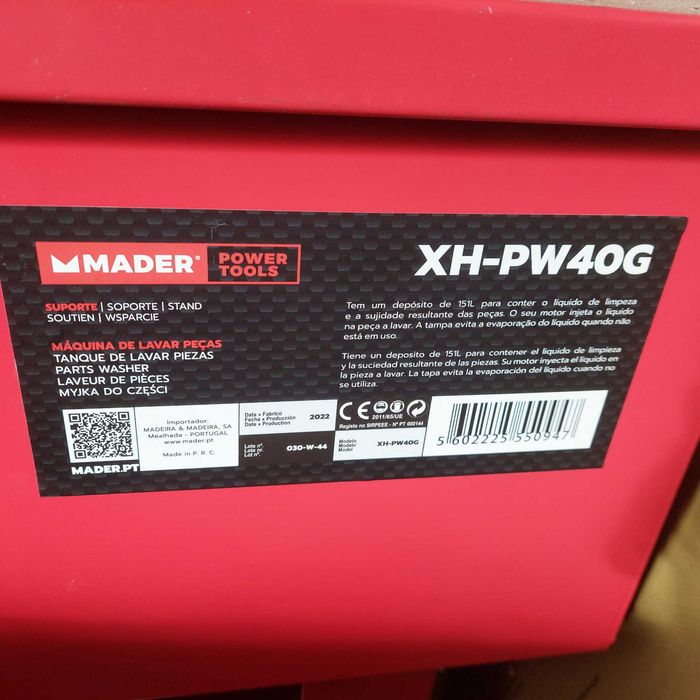 MADER® POWER TOOLS
XH-PW40G
SUPORTE | SOPORTE | STAND
SOUTIEN | WSPARCIE
MÁQUINA DE LAVAR PEÇAS
TANQUE DE LAVAR PIEZAS
PARTS WASHER
LAVEUR DE PIÈCES
MYJKA DO CZĘŚCI
Tem um depósito de 151L para conter o líquido de limpeza
e a sujidade resultante das peças. O seu motor injeta o líquido
na peça a lavar. A tampa evita a evaporação do líquido quando não
está em uso.
Tiene un deposito de 151L para contener el líquido de limpieza
y la suciedad resultante de las piezas. Su motor inyecta el líquido en
la pieza a lavar. La tapa evita la evaporación del líquido cuando no
se utiliza.
MADER.PT
Importador:
MADEIRA & MADEIRA, SA
Mealhada - PORTUGAL
www.mader.pt
Made in P. R. C.
Data • Fabrico
Fecha • Producción
Date • Production
2022
Lote n°.
Lote nr.
Lot n°.
030-W-44
CE
2011/65/UE
Registo no SIRPEEE - N° PT 000144
Modelo
Modelo
Model
XH-PW40G
5 602225 550947